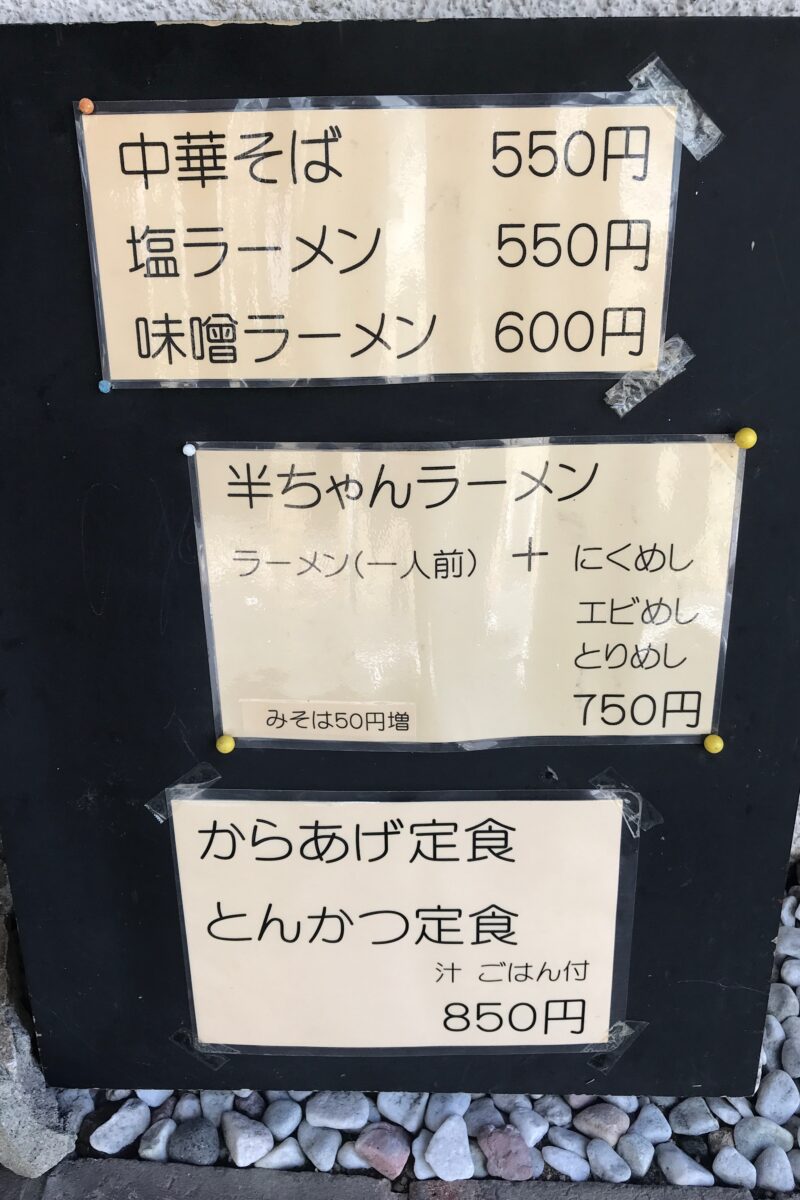 中華そば 550円
塩ラーメン 550円
味噌ラーメン 600円
半ちゃんラーメン
ラーメン(一人前) + にくめし
エビめし
とりめし
みそは50円増 750円
からあげ定食
とんかつ定食
汁 ごはん付
850円